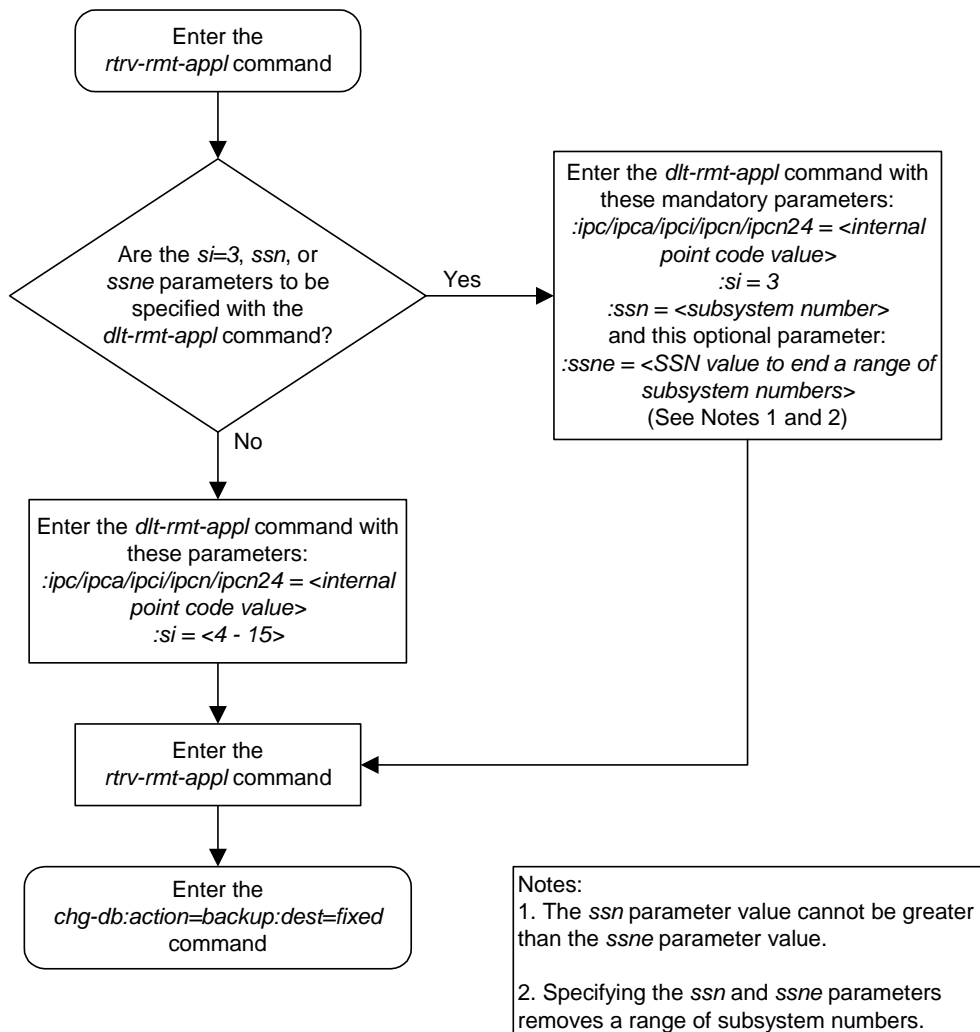 Enter the
rtrv-rmt-appl command
Are the si=3, ssn, or
ssne parameters to be
specified with the
dlt-rmt-appl command?
Yes
Enter the dlt-rmt-appl command with
these mandatory parameters:
:ipc/ipca/ipci/ipcn/ipcn24 = <internal
point code value>
:si = 3
:ssn = <subsystem number>
and this optional parameter:
:ssne = <SSN value to end a range of
subsystem numbers>
(See Notes 1 and 2)
No
Enter the dlt-rmt-appl command with
these parameters:
:ipc/ipca/ipci/ipcn/ipcn24 = <internal
point code value>
:si = <4 - 15>
Enter the
rtrv-rmt-appl command
Enter the
chg-db:action=backup:dest=fixed
command
Notes:
1. The ssn parameter value cannot be greater
than the ssne parameter value.
2. Specifying the ssn and ssne parameters
removes a range of subsystem numbers.